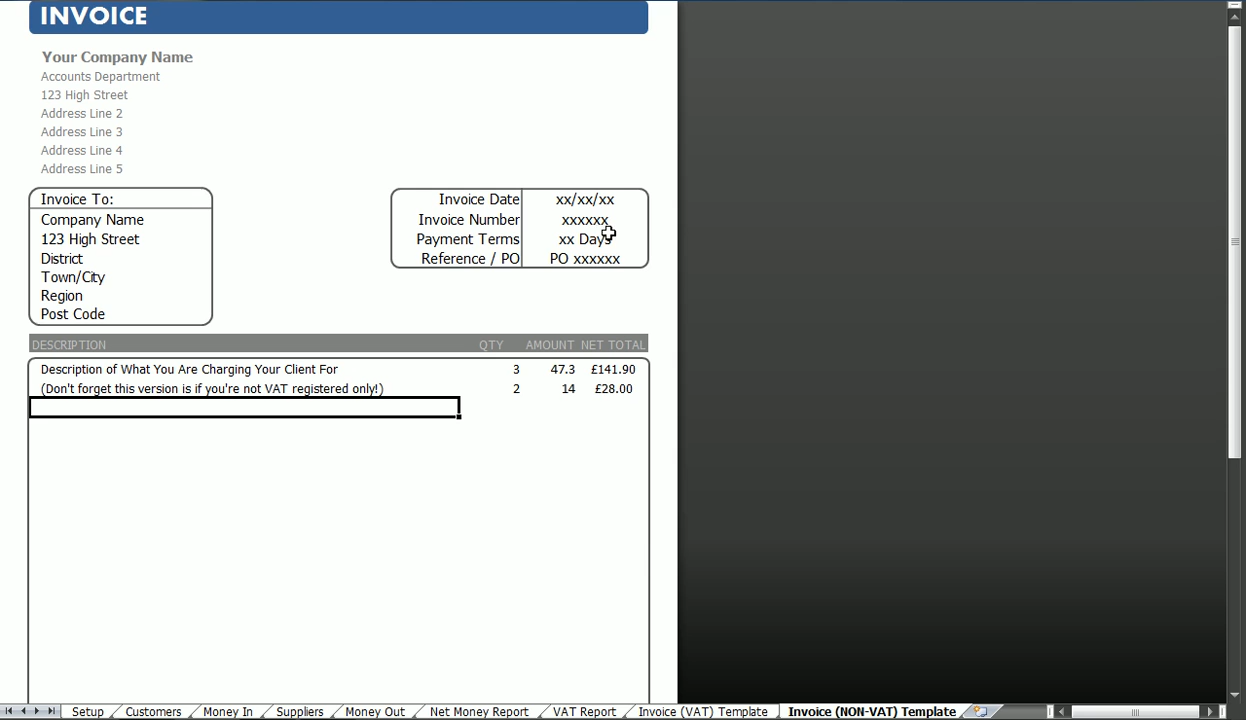 INVOICE
Your Company Name
Accounts Department
123 High Street
Address Line 2
Address Line 3
Address Line 4
Address Line 5
Invoice To:
Company Name
123 High Street
District
Town/City
Region
Post Code
Invoice Date xx/xx/xx
Invoice Number xxxxxx
Payment Terms xx Days
Reference / PO PO xxxxxx
DESCRIPTION QTY AMOUNT NET TOTAL
Description of What You Are Charging Your Client For 3 47.3 £141.90
(Don't forget this version is if you're not VAT registered only!) 2 14 £28.00
Setup Customers Money In Suppliers Money Out Net Money Report VAT Report Invoice (VAT) Template Invoice (NON-VAT) Template